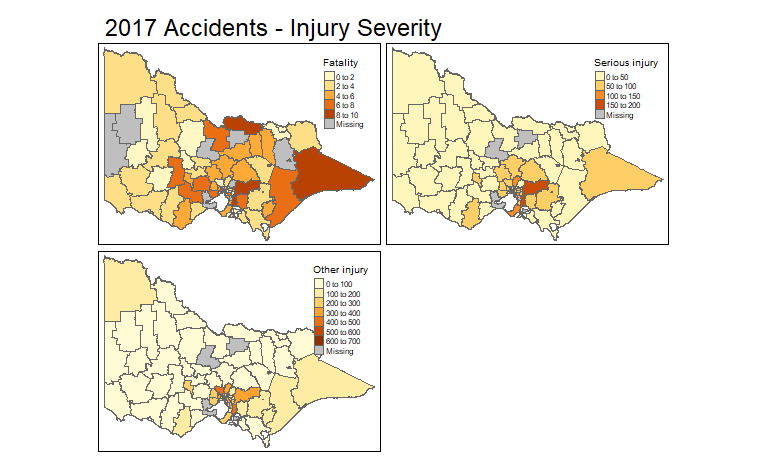 2017 Accidents - Injury Severity
Fatality
0 to 2
2 to 4
4 to 6
6 to 8
8 to 10
Missing
Serious injury
0 to 50
50 to 100
100 to 150
150 to 200
Missing
Other injury
0 to 100
100 to 200
200 to 300
300 to 400
400 to 500
500 to 600
600 to 700
Missing